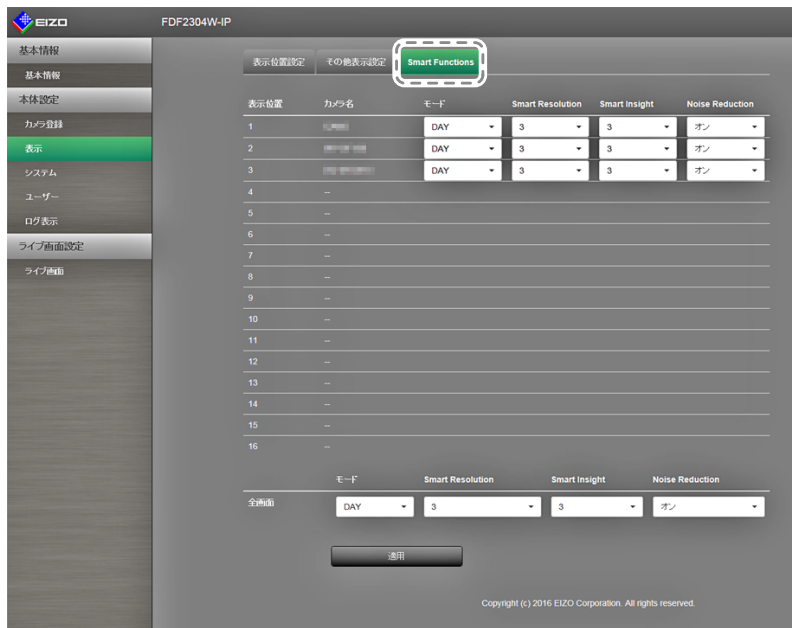 EIZO FDF2304W-IP
基本情報
基本情報
本体設定
カメラ登録
表示
システム
ユーザー
ログ表示
ライブ画面設定
ライブ画面
表示位置設定 その他表示設定 Smart Functions
表示位置 カメラ名 モード Smart Resolution Smart Insight Noise Reduction
1 DAY 3 3 オン
2 DAY 3 3 オン
3 DAY 3 3 オン
4 --
5 --
6 --
7 --
8 --
9 --
10 --
11 --
12 --
13 --
14 --
15 --
16 --
モード Smart Resolution Smart Insight Noise Reduction
全画面 DAY 3 3 オン
適用
Copyright (c) 2016 EIZO Corporation. All rights reserved.